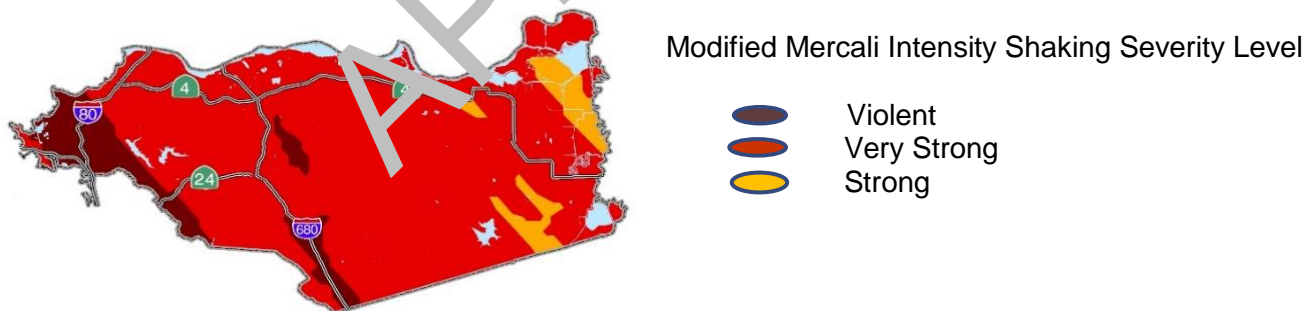 Modified Mercali Intensity Shaking Severity Level
4
4
80
Violent
Very Strong
Strong
24
680